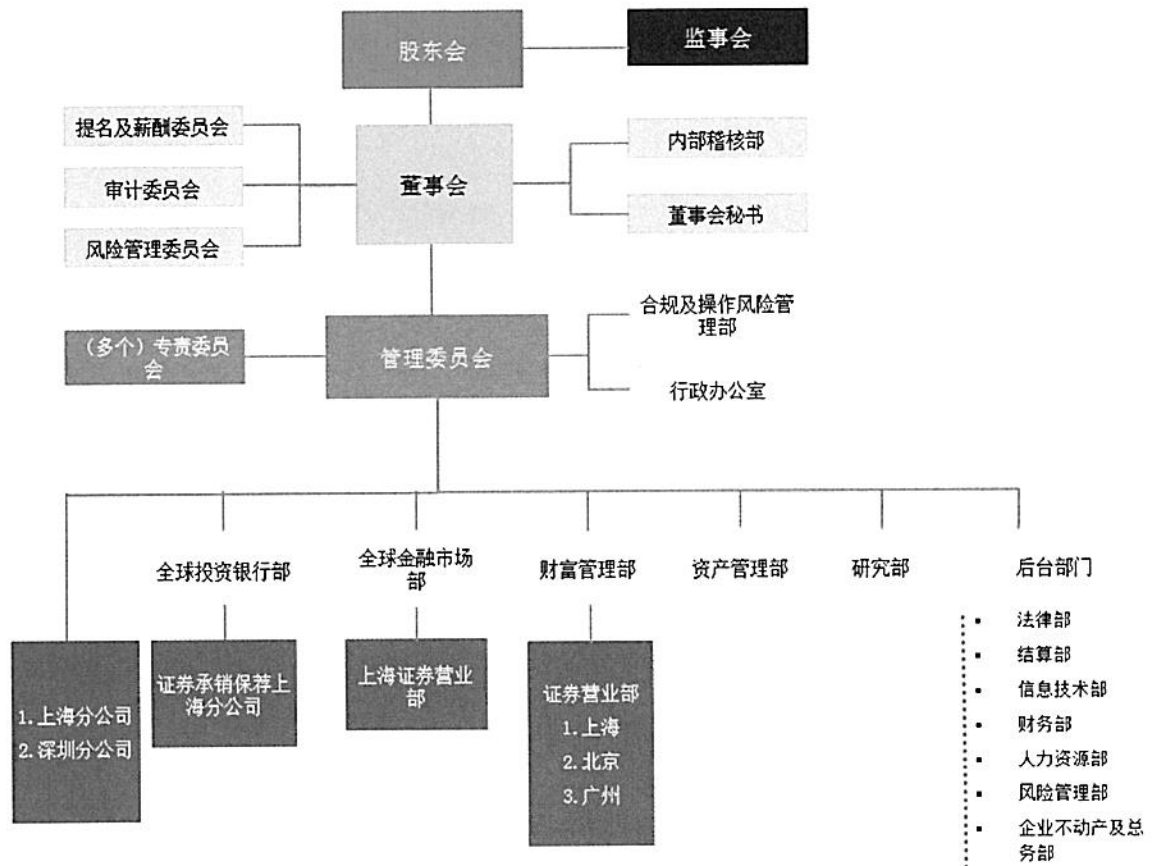 股东会
监事会
提名及薪酬委员会
审计委员会
风险管理委员会
董事会
内部稽核部
董事会秘书
(多个)专责委员
会
管理委员会
合规及操作风险管
理部
行政办公室
全球投资银行部
全球金融市场
部
财富管理部
资产管理部
研究部
后台部门
1.上海分公司
2.深圳分公司
证券承销保荐上
海分公司
上海证券营业
部
证券营业部
1.上海
2.北京
3.广州
▪ 法律部
▪ 结算部
▪ 信息技术部
▪ 财务部
▪ 人力资源部
▪ 风险管理部
▪ 企业不动产及总
务部